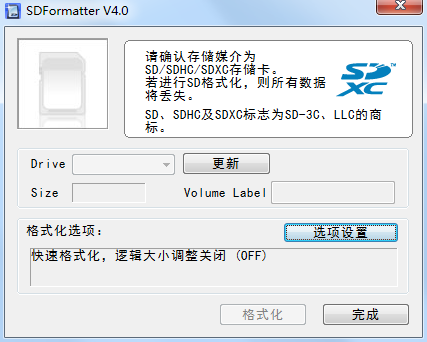 SDFormatter V4.0
请确认存储媒介为
SD/SDHC/SDXC存储卡。
若进行SD格式化，则所有数据
将丢失。
SD、SDHC及SDXC标志为SD-3C、LLC的商
标。
SD
XC
TM
Drive
更新
Size
Volume Label
格式化选项：
选项设置
快速格式化，逻辑大小调整关闭 (OFF)
格式化
完成